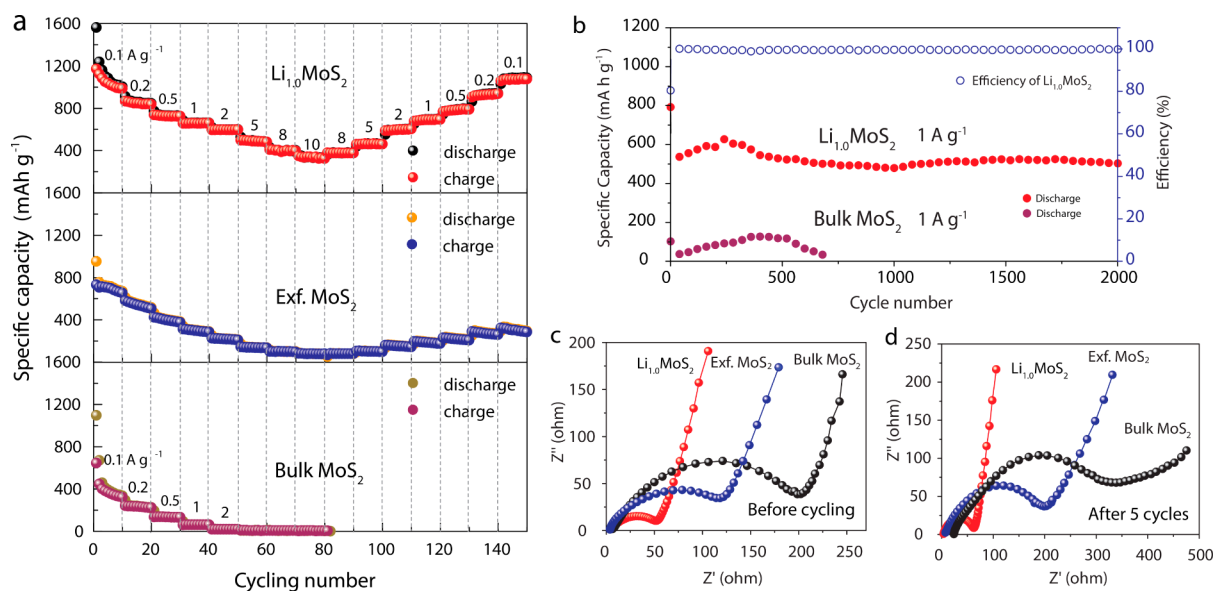 a
Specific capacity (mAh g⁻¹)
1600
1200
800
400
1600
1200
800
400
1600
1200
800
400
0
0.1 A g⁻¹
0.2
0.5
1
2
5
8
10
8
5
2
1
0.5
0.2
0.1
Li₁.₀MoS₂
discharge
charge
discharge
charge
Exf. MoS₂
discharge
charge
0.1 A g⁻¹
0.2
0.5
1
2
Bulk MoS₂
0 20 40 60 80 100 120 140
Cycling number
b
Specific Capacity (mA h g⁻¹)
1200
1000
800
600
400
200
0
Efficiency of Li₁.₀MoS₂
Li₁.₀MoS₂ 1 A g⁻¹
Discharge
Discharge
Bulk MoS₂ 1 A g⁻¹
100
80
60
40
20
0
Efficiency (%)
0 500 1000 1500 2000
Cycle number
c
Z'' (ohm)
200
150
100
50
0
Li₁.₀MoS₂ Exf. MoS₂ Bulk MoS₂
Before cycling
0 50 100 150 200 250
Z' (ohm)
d
Z'' (ohm)
250
200
150
100
50
0
Li₁.₀MoS₂
Exf. MoS₂
Bulk MoS₂
After 5 cycles
0 100 200 300 400 500
Z' (ohm)